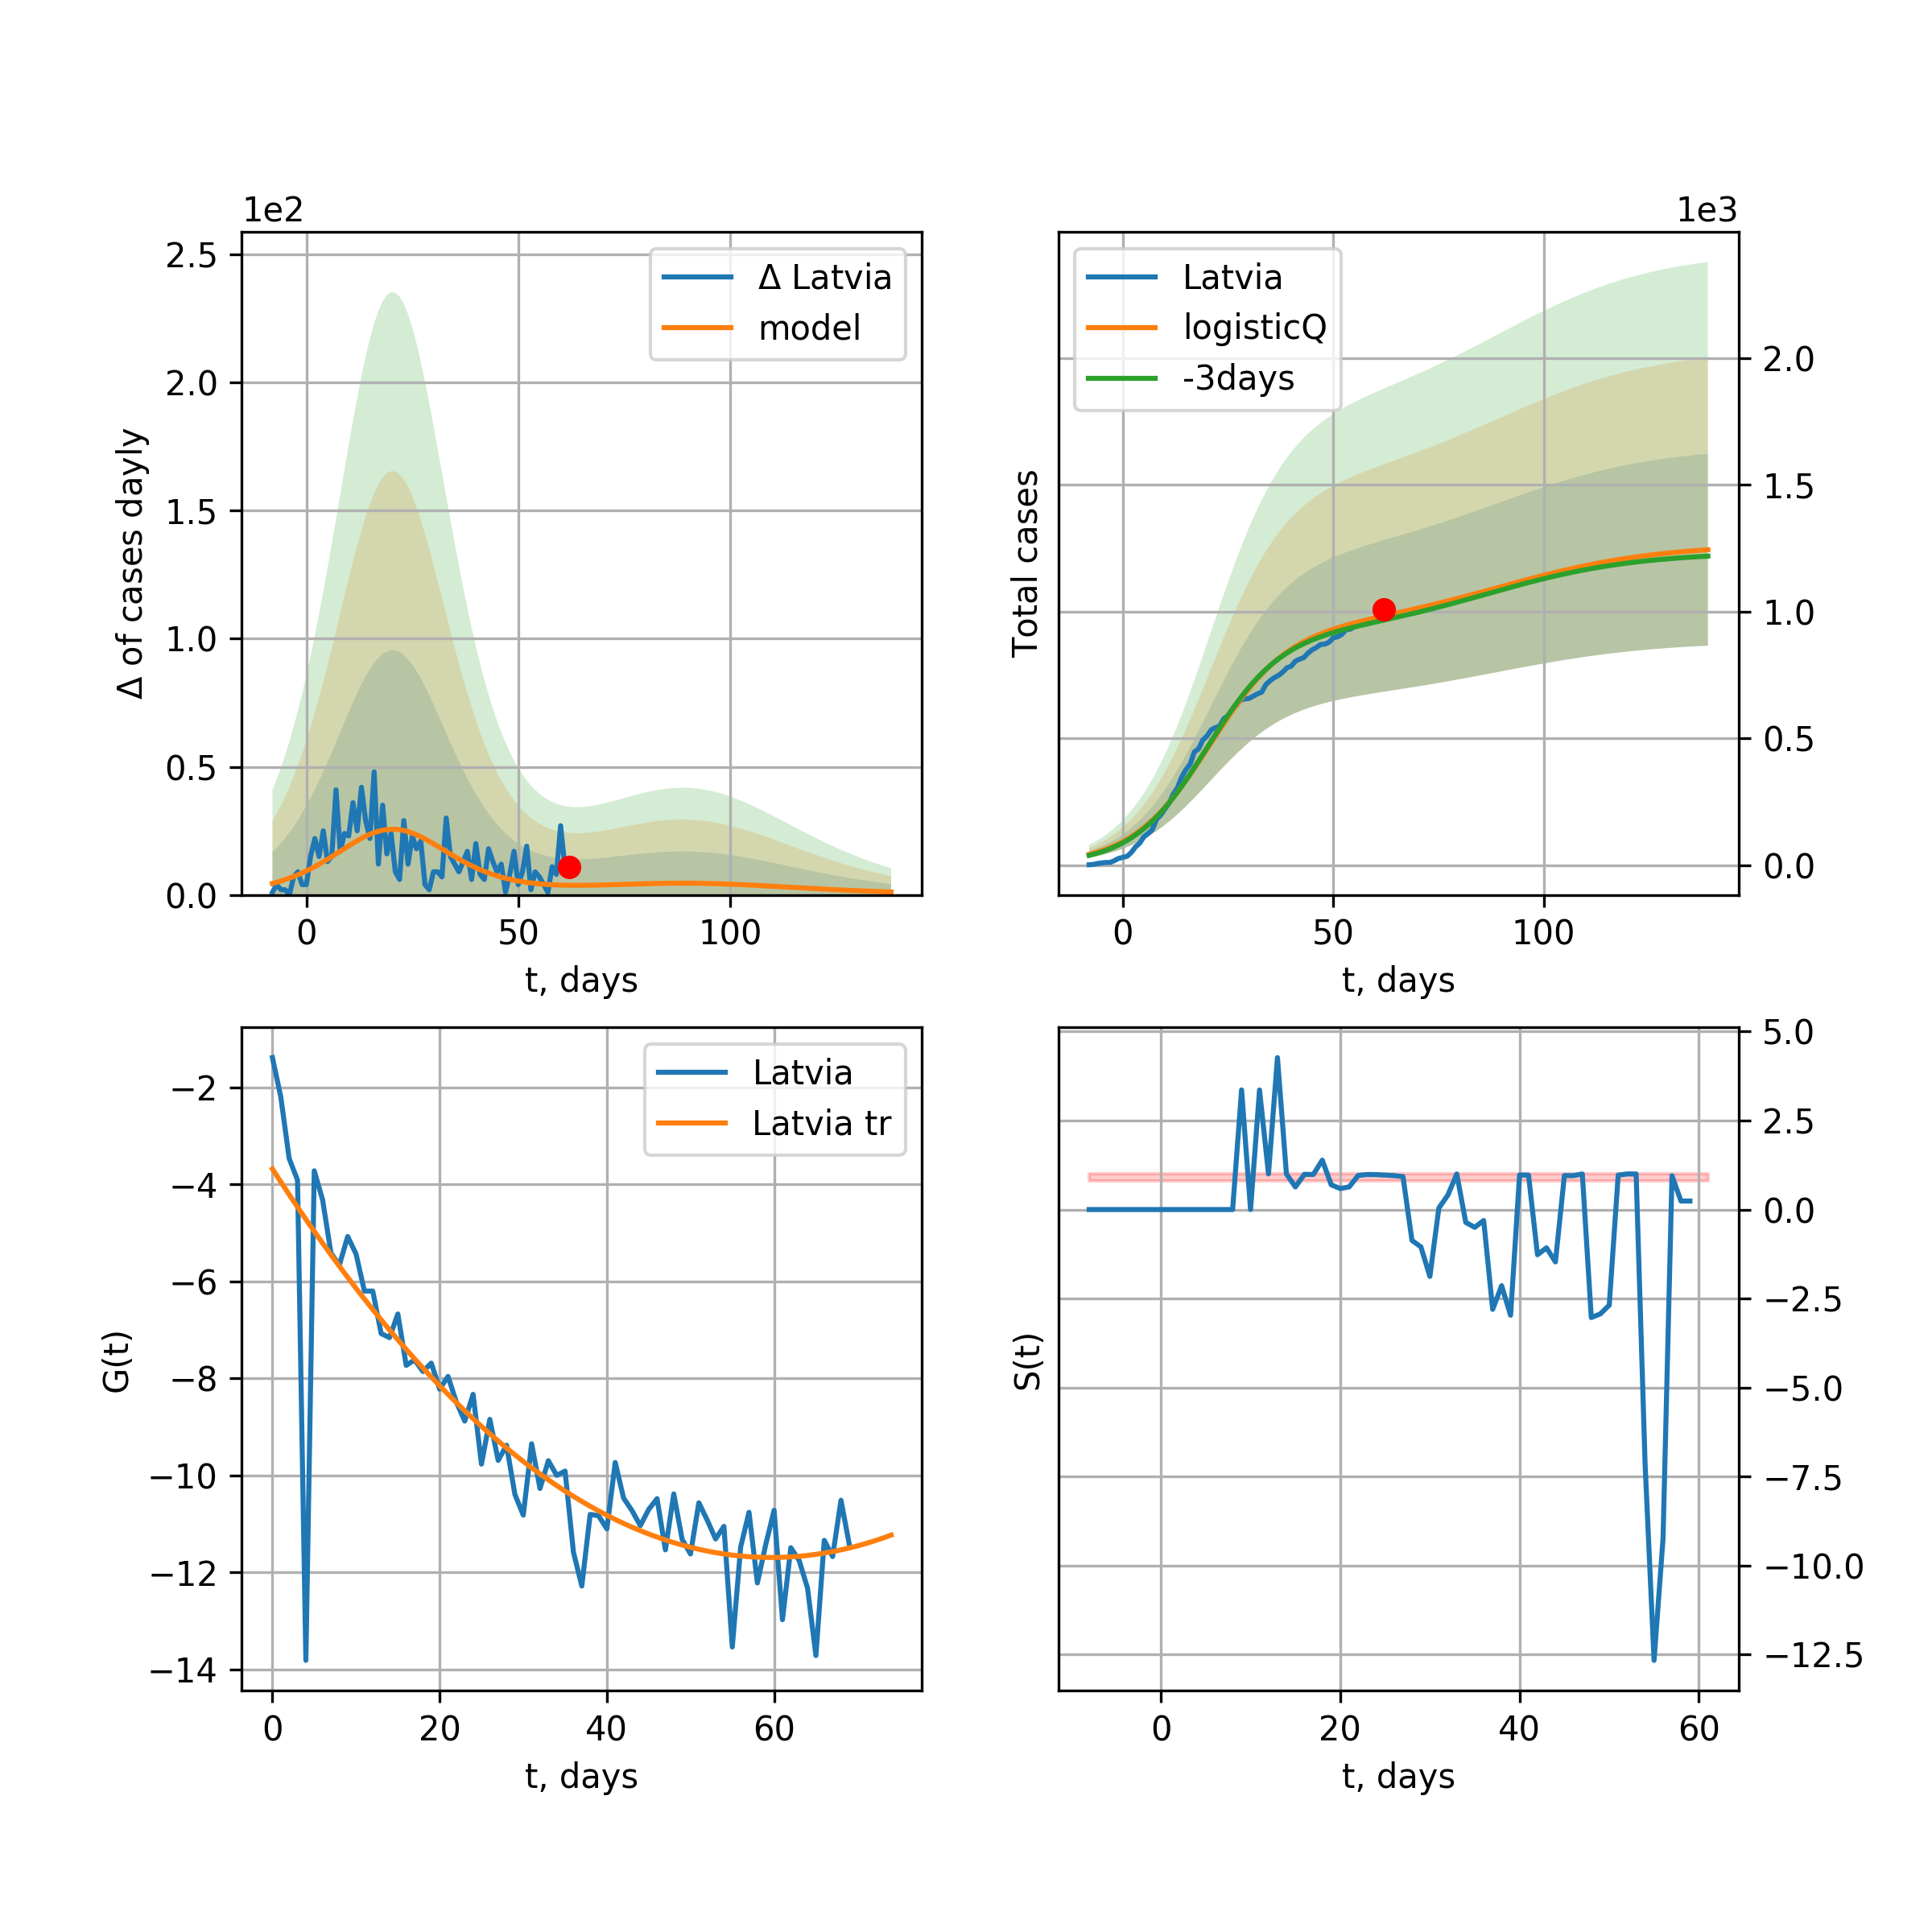 1e2
2.5
2.0
1.5
1.0
0.5
0.0
Δ of cases dayly
Δ Latvia
model
0
50
100
t, days
1e3
2.0
1.5
1.0
0.5
0.0
Total cases
Latvia
logisticQ
-3days
0
50
100
t, days
−2
−4
−6
−8
−10
−12
−14
G(t)
Latvia
Latvia tr
0
20
40
60
t, days
5.0
2.5
0.0
−2.5
−5.0
−7.5
−10.0
−12.5
S(t)
0
20
40
60
t, days